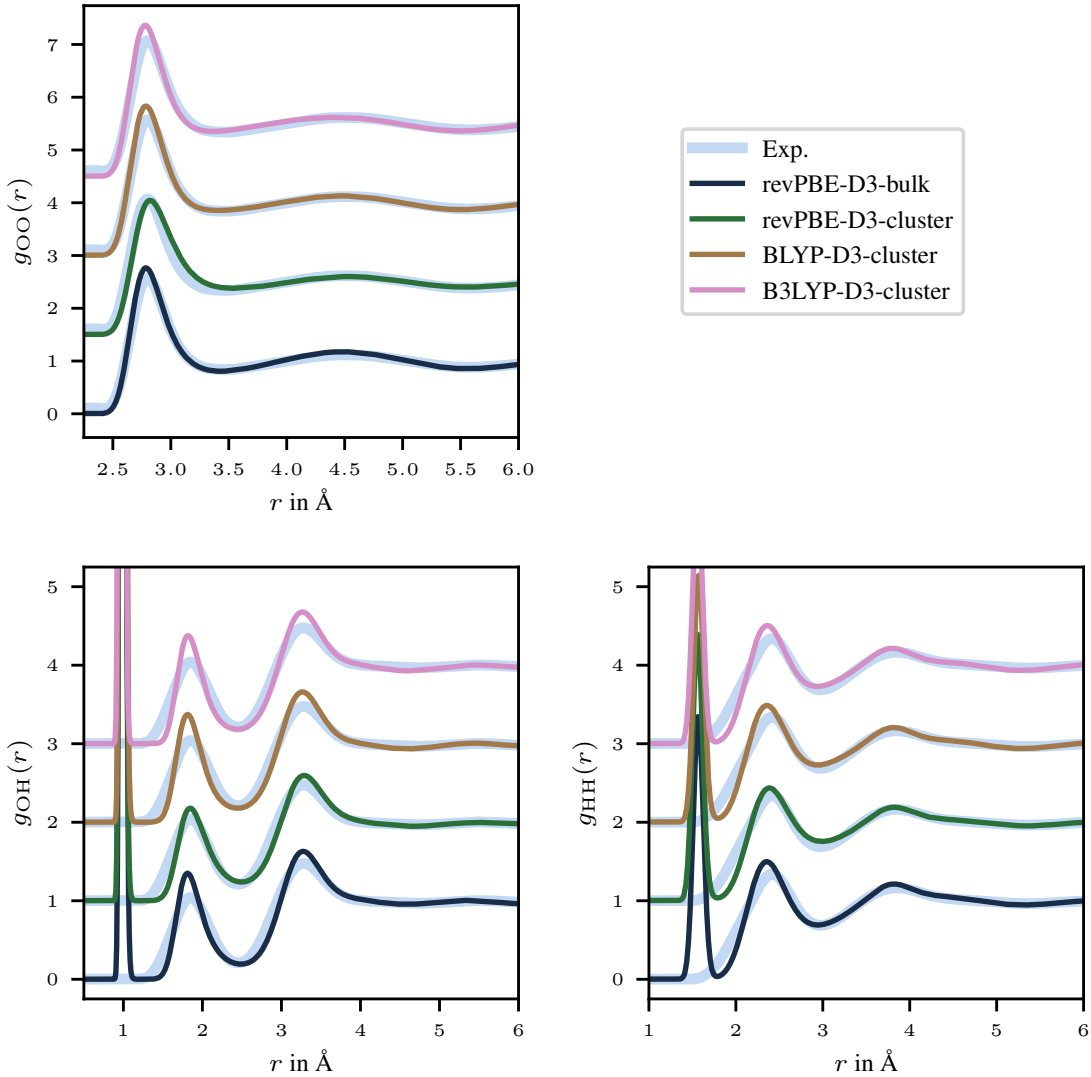 7
6
5
4
3
2
1
0
gOO(r)
2.5 3.0 3.5 4.0 4.5 5.0 5.5 6.0
r in Å
Exp.
revPBE-D3-bulk
revPBE-D3-cluster
BLYP-D3-cluster
B3LYP-D3-cluster
5
4
3
2
1
0
gOH(r)
1 2 3 4 5 6
r in Å
5
4
3
2
1
0
gHH(r)
1 2 3 4 5 6
r in Å